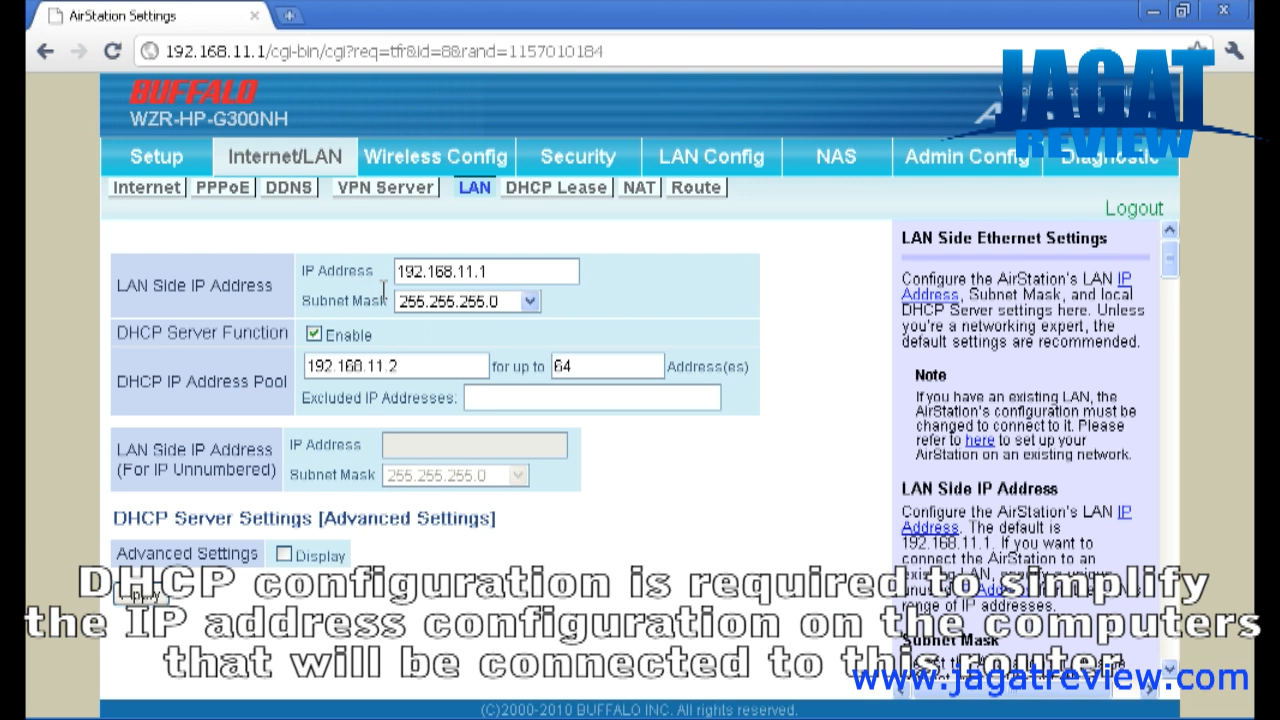 AirStation Settings
192.168.11.1/cgi-bin/cgi?req=tfr&id=8&rand=1157010184
JAGAT
REVIEW
BUFFALO
WZR-HP-G300NH
Setup Internet/LAN Wireless Config Security LAN Config NAS Admin Config Diagnostic
Internet PPPoE DDNS VPN Server LAN DHCP Lease NAT Route
Logout
LAN Side IP Address
IP Address 192.168.11.1
Subnet Mask 255.255.255.0
DHCP Server Function Enable
DHCP IP Address Pool
192.168.11.2 for up to 64 Address(es)
Excluded IP Addresses:
LAN Side IP Address
(For IP Unnumbered)
IP Address
Subnet Mask 255.255.255.0
DHCP Server Settings [Advanced Settings]
Advanced Settings Display
Apply
LAN Side Ethernet Settings
Configure the AirStation's LAN IP
Address, Subnet Mask, and local
DHCP Server settings here. Unless
you're a networking expert, the
default settings are recommended.
Note
If you have an existing LAN, the
AirStation's configuration must be
changed to connect to it. Please
refer to here to set up your
AirStation on an existing network.
LAN Side IP Address
Configure the AirStation's LAN IP
Address. The default is
192.168.11.1. If you want to
connect the AirStation to an
range of IP addresses.
Subnet Mask
DHCP configuration is required to simplify
the IP address configuration on the computers
that will be connected to this router
www.jagatreview.com
(C)2000-2010 BUFFALO INC. All rights reserved.